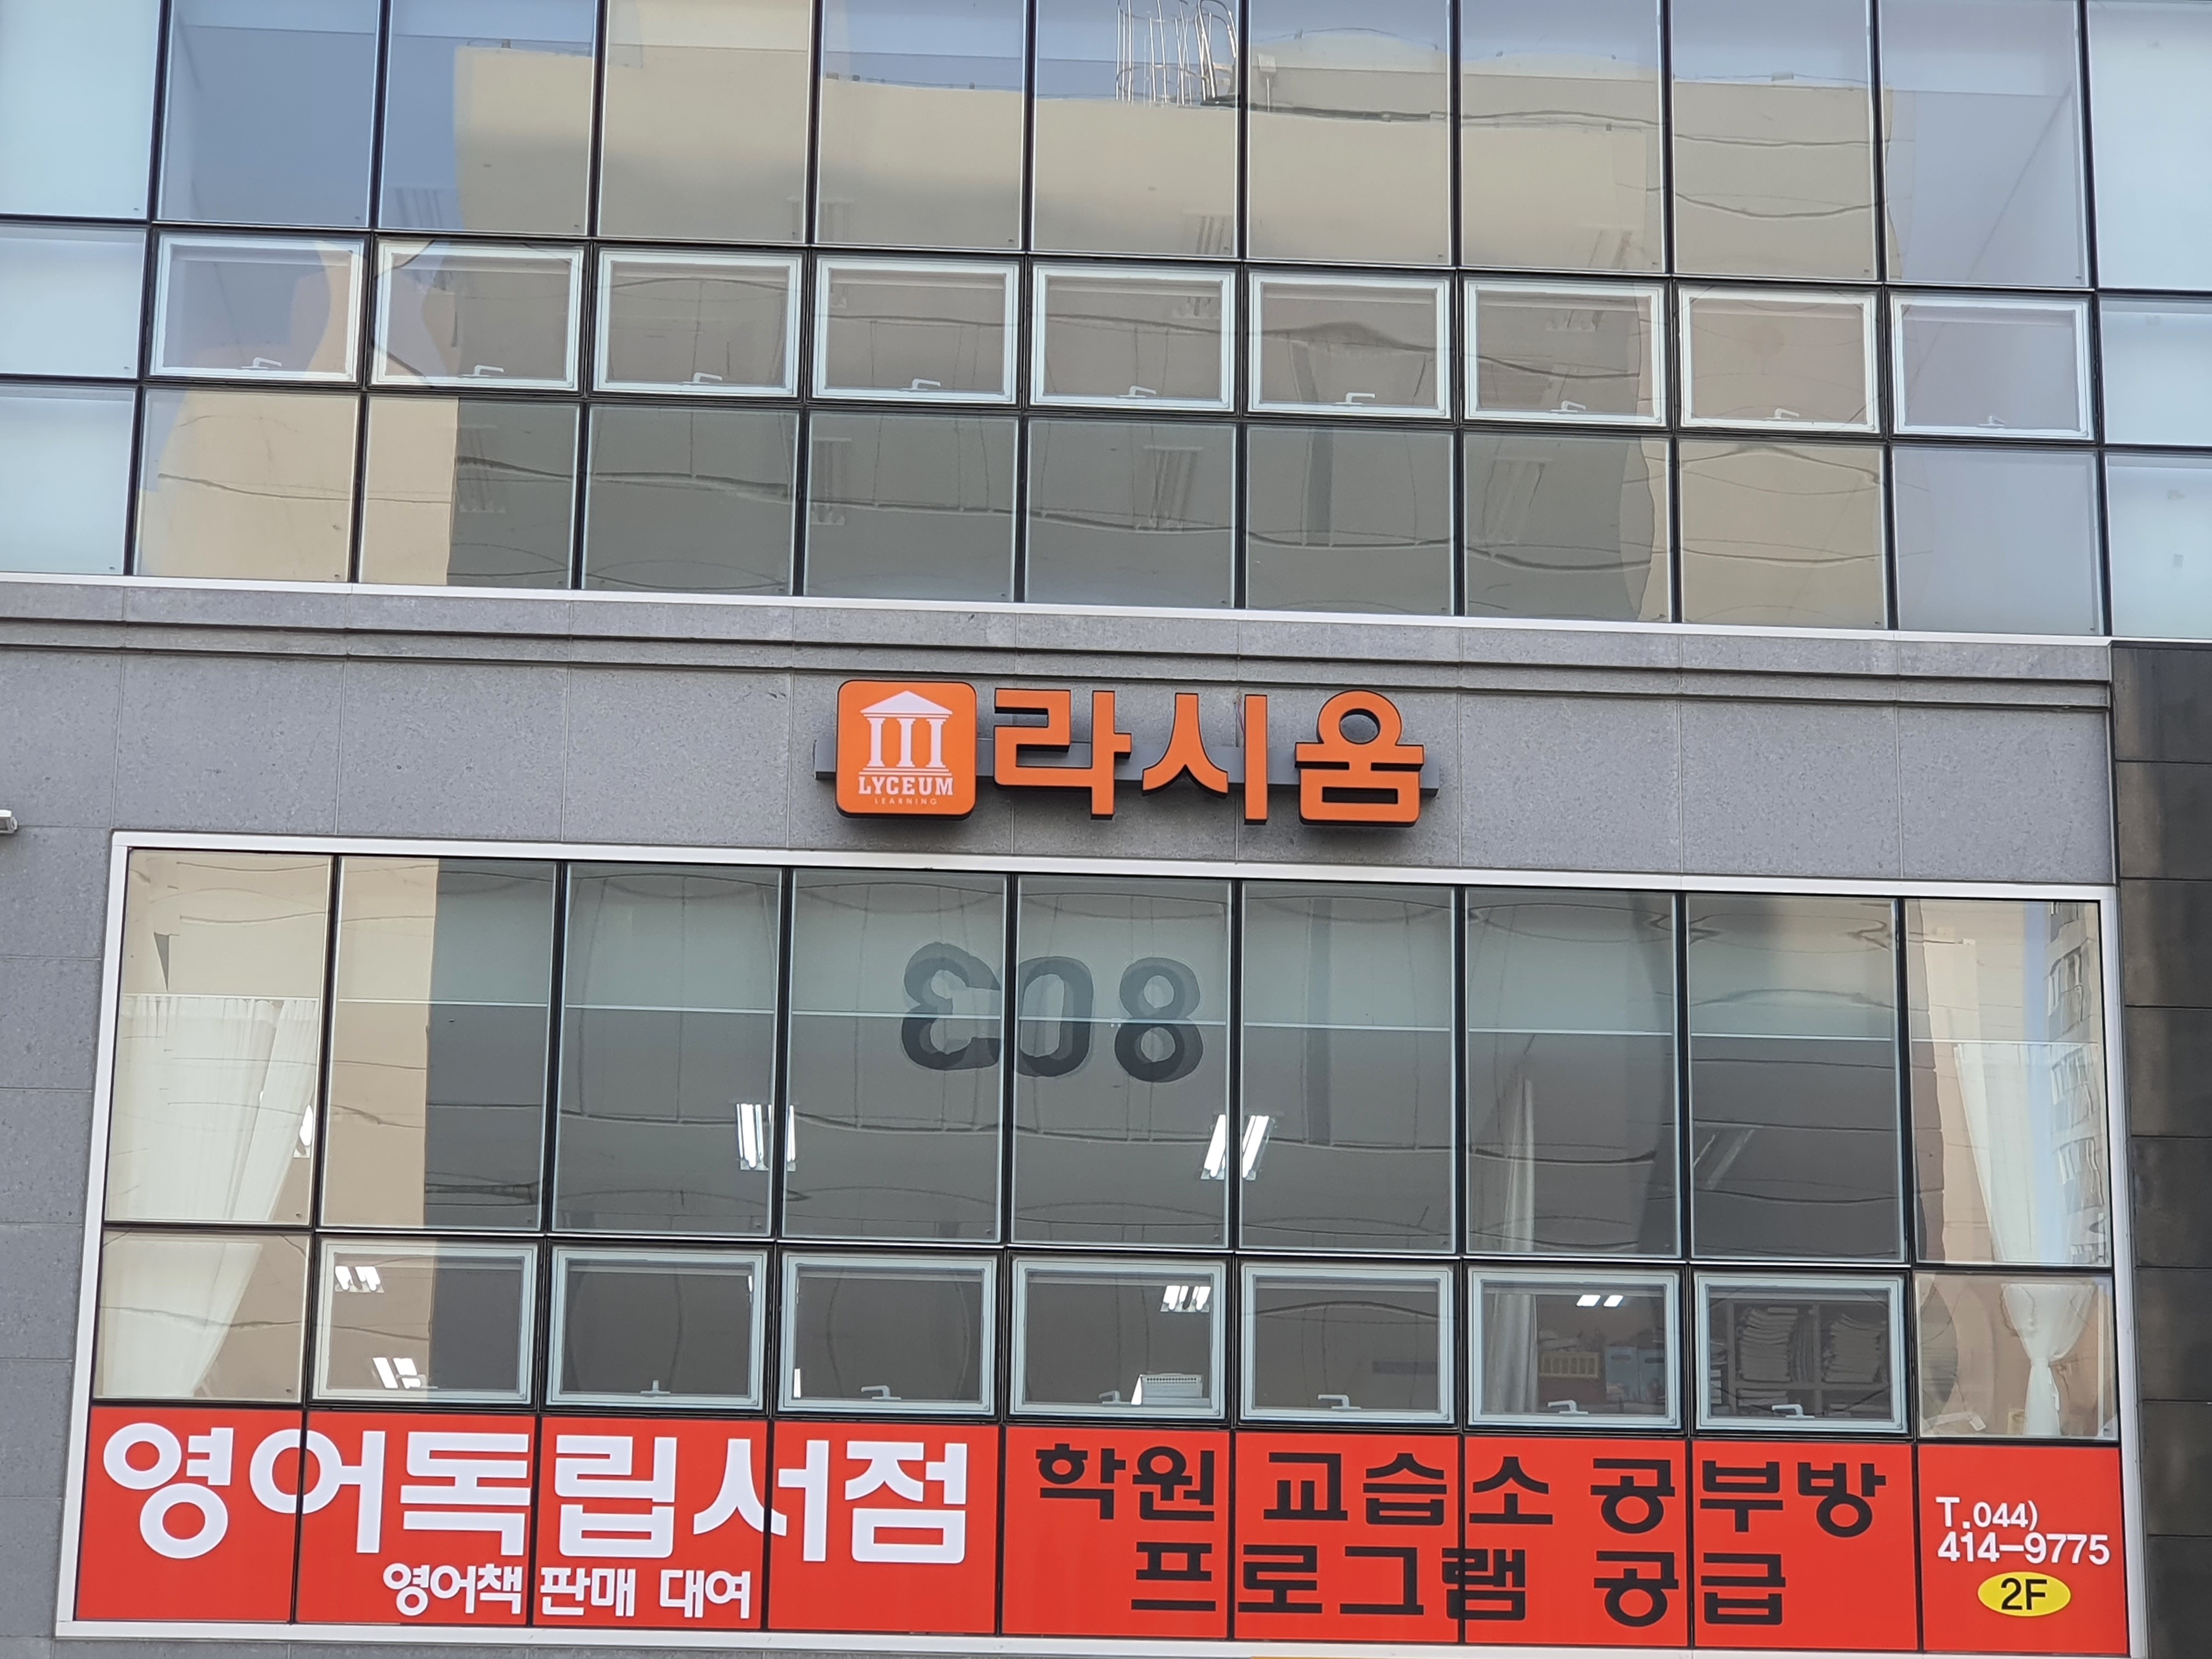 LYCEUM
LEARNING
라시움
803
영어독립서점
영어책 판매 대여
학원 교습소 공부방
프로그램 공급
T.044)
414-9775
2F